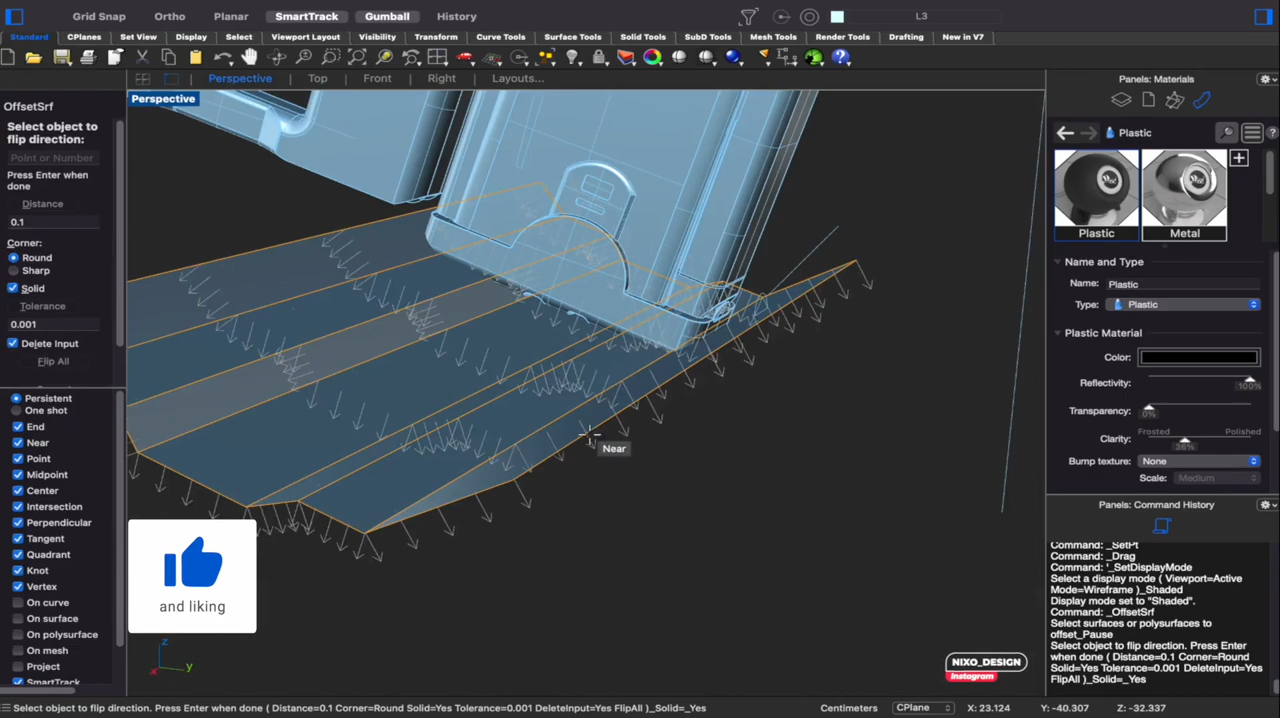 Grid Snap Ortho Planar SmartTrack Gumball History L3
Standard CPlanes Set View Display Select Viewport Layout Visibility Transform Curve Tools Surface Tools Solid Tools SubD Tools Mesh Tools Render Tools Drafting New in V7
Perspective Top Front Right Layouts...
Perspective
OffsetSrf
Select object to
flip direction:
Point or Number
Press Enter when
done
Distance
0.1
Corner:
Round
Sharp
Solid
Tolerance
0.001
Delete Input
Flip All
Persistent
One shot
End
Near
Point
Midpoint
Center
Intersection
Perpendicular
Tangent
Quadrant
Knot
Vertex
On curve
On surface
On polysurface
On mesh
Project
SmartTrack
Near
and liking
z
x y
NIXO_DESIGN
Instagram
Panels: Materials
Plastic
Plastic Metal
Name and Type
Name: Plastic
Type: Plastic
Plastic Material
Color:
Reflectivity:
100%
Transparency:
0%
Frosted Polished
Clarity:
36%
Bump texture: None
Scale: Medium
Panels: Command History
Command: _SetPt
Command: _Drag
Command: '_SetDisplayMode
Select a display mode ( Viewport=Active
Mode=Wireframe )_Shaded
Display mode set to "Shaded".
Command: _OffsetSrf
Select surfaces or polysurfaces to
offset_Pause
Select object to flip direction. Press Enter
when done ( Distance=0.1 Corner=Round
Solid=Yes Tolerance=0.001 DeleteInput=Yes
FlipAll )_Solid=_Yes
Select object to flip direction. Press Enter when done ( Distance=0.1 Corner=Round Solid=Yes Tolerance=0.001 DeleteInput=Yes FlipAll )_Solid=_Yes Centimeters CPlane X: 23.124 Y: -40.307 Z: -32.337